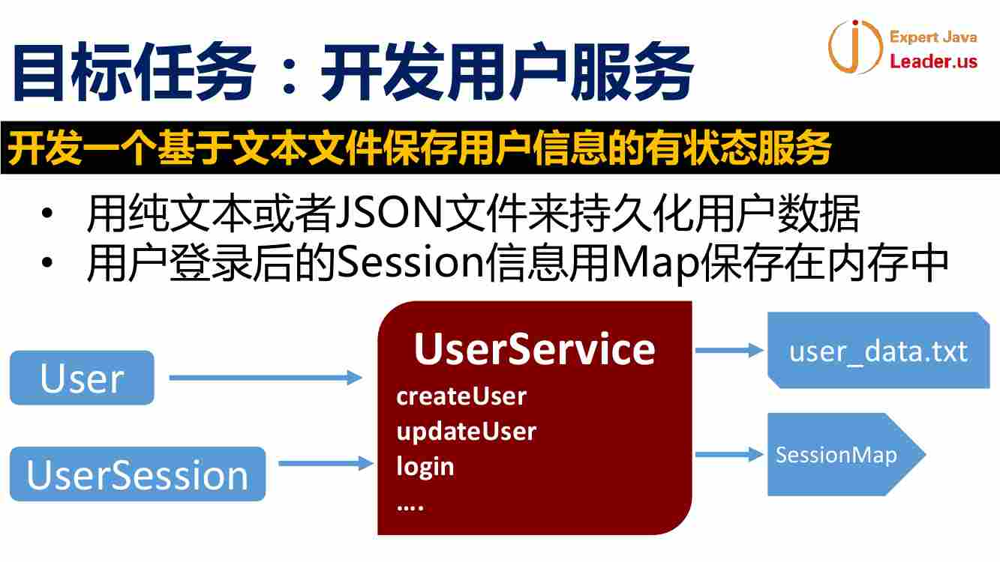 目标任务：开发用户服务
Expert Java
Leader.us
开发一个基于文本文件保存用户信息的有状态服务
• 用纯文本或者JSON文件来持久化用户数据
• 用户登录后的Session信息用Map保存在内存中
User
UserSession
UserService
createUser
updateUser
login
….
user_data.txt
SessionMap